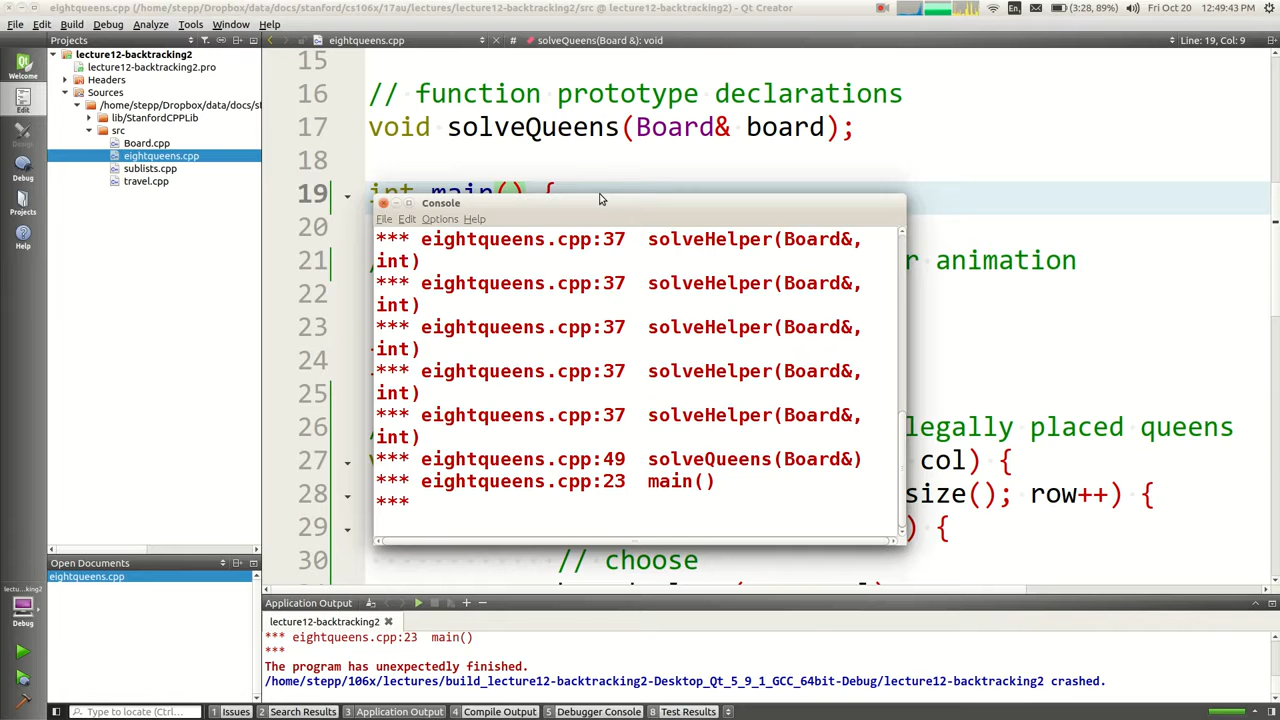 eightqueens.cpp (/home/stepp/Dropbox/data/docs/stanford/cs106x/17au/lectures/lecture12-backtracking2/src @ lecture12-backtracking2) - Qt Creator
En
(3:28, 89%)
Fri Oct 20
12:49:43 PM
File Edit Build Debug Analyze Tools Window Help
Projects
eightqueens.cpp
#
solveQueens(Board &): void
Line: 19, Col: 9
Welcome
Edit
Design
Debug
Projects
Help
lecture12-backtracking2
lecture12-backtracking2.pro
Headers
Sources
/home/stepp/Dropbox/data/docs/st
lib/StanfordCPPLib
src
Board.cpp
eightqueens.cpp
sublists.cpp
travel.cpp
15
16 // function prototype declarations
17 void solveQueens(Board& board);
18
19 int main() {
20
21 r animation
22
23
24
25
26 legally placed queens
27 col) {
28 size(); row++) {
29 ) {
30 // choose
Console
File Edit Options Help
*** eightqueens.cpp:37 solveHelper(Board&,
int)
*** eightqueens.cpp:37 solveHelper(Board&,
int)
*** eightqueens.cpp:37 solveHelper(Board&,
int)
*** eightqueens.cpp:37 solveHelper(Board&,
int)
*** eightqueens.cpp:37 solveHelper(Board&,
int)
*** eightqueens.cpp:49 solveQueens(Board&)
*** eightqueens.cpp:23 main()
***
Open Documents
eightqueens.cpp
lectu...king2
Debug
Application Output
lecture12-backtracking2
*** eightqueens.cpp:23 main()
***
The program has unexpectedly finished.
/home/stepp/106x/lectures/build_lecture12-backtracking2-Desktop_Qt_5_9_1_GCC_64bit-Debug/lecture12-backtracking2 crashed.
Type to locate (Ctrl+...)
1 Issues
2 Search Results
3 Application Output
4 Compile Output
5 Debugger Console
8 Test Results